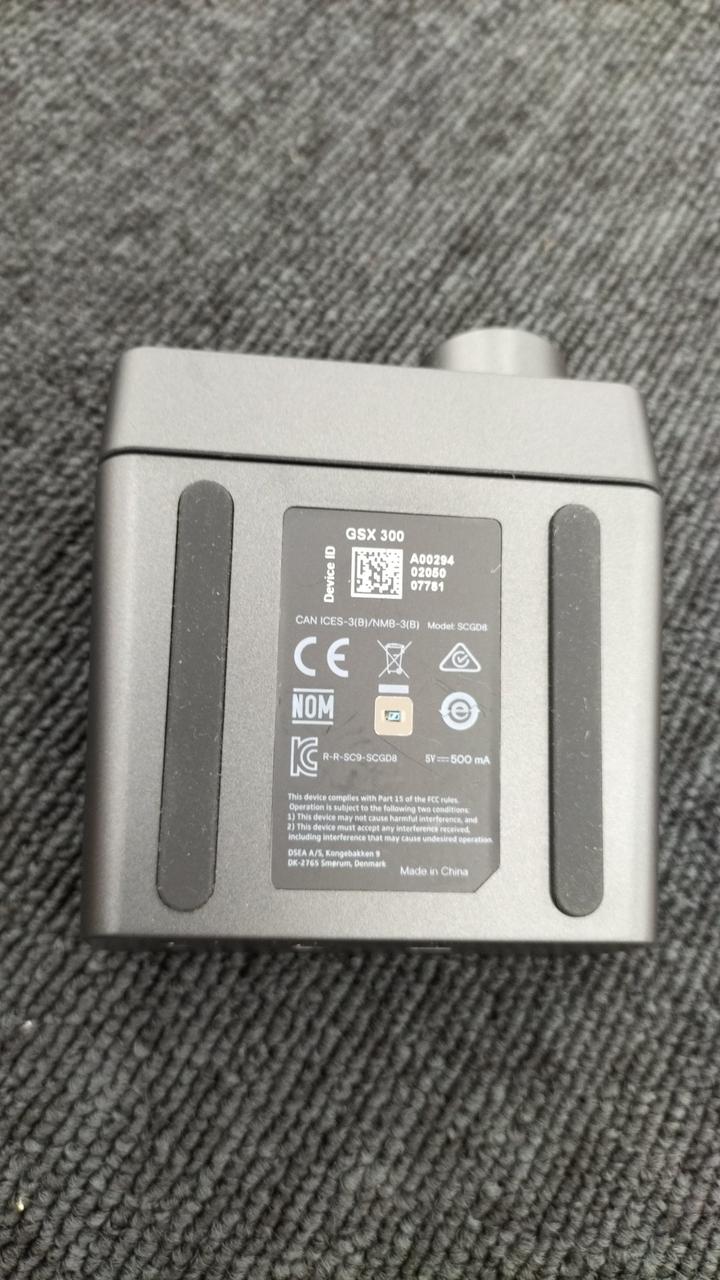 GSX 300
Device ID
A00294
02050
07781
CAN ICES-3(B)/NMB-3(B) Model: SCGD8
CE
NOM
R-R-SC9-SCGD8 5V 500 mA
This device complies with Part 15 of the FCC rules.
Operation is subject to the following two conditions:
1) This device may not cause harmful interference, and
2) This device must accept any interference received,
including interference that may cause undesired operation.
DSEA A/S, Kongebakken 9
DK-2765 Smørum, Denmark
Made in China